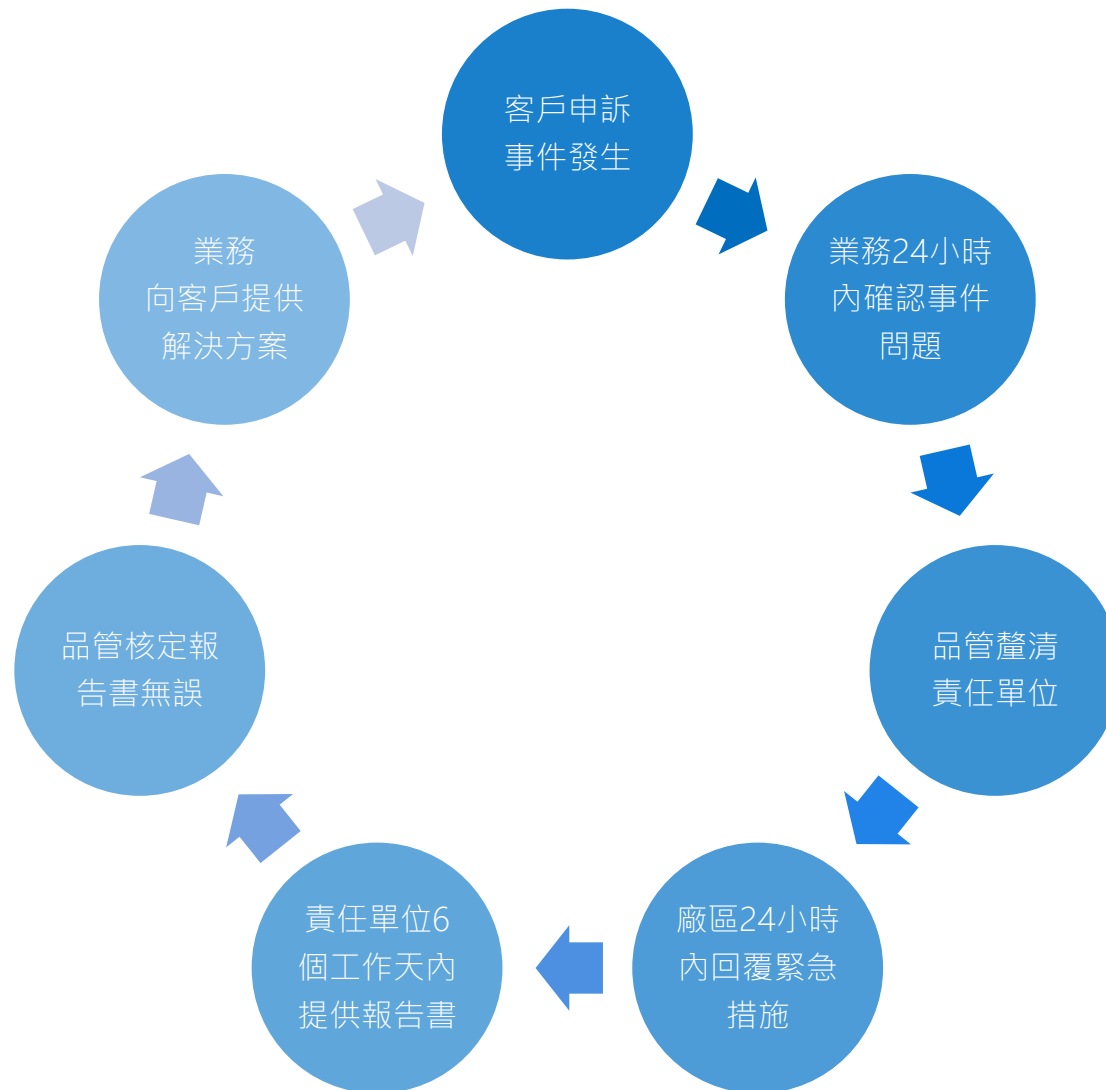 客戶申訴
事件發生
業務24小時
內確認事件
問題
品管釐清
責任單位
廠區24小時
內回覆緊急
措施
責任單位6
個工作天內
提供報告書
品管核定報
告書無誤
業務
向客戶提供
解決方案